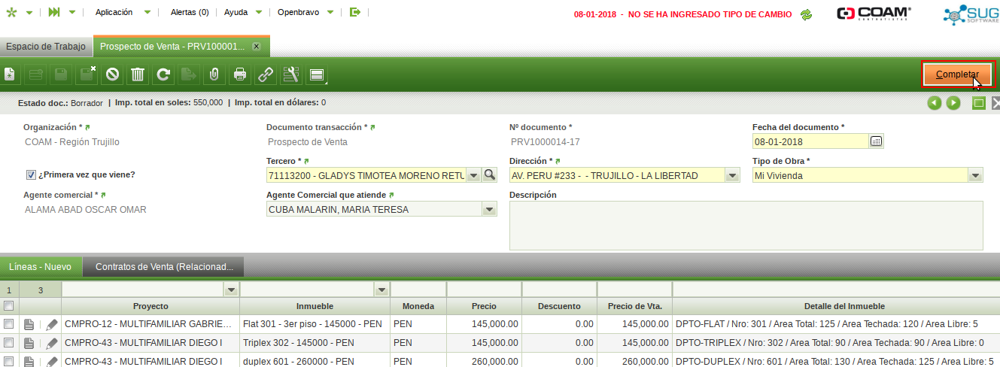 Aplicación Alertas (0) Ayuda Openbravo 08-01-2018 - NO SE HA INGRESADO TIPO DE CAMBIO COAM CONTRATISTAS SUG SOFTWARE
Espacio de Trabajo Prospecto de Venta - PRV100001...
Completar
Estado doc.: Borrador | Imp. total en soles: 550,000 | Imp. total en dólares: 0
Organización * Documento transacción * Nº documento * Fecha del documento *
COAM - Región Trujillo Prospecto de Venta PRV1000014-17 08-01-2018
Tercero * Dirección * Tipo de Obra *
¿Primera vez que viene? 71113200 - GLADYS TIMOTEA MORENO RETU AV. PERU #233 - - TRUJILLO - LA LIBERTAD Mi Vivienda
Agente comercial * Agente Comercial que atiende Descripción
ALAMA ABAD OSCAR OMAR CUBA MALARIN, MARIA TERESA
Líneas - Nuevo Contratos de Venta (Relacionad...
1 3
Proyecto Inmueble Moneda Precio Descuento Precio de Vta. Detalle del Inmueble
CMPRO-12 - MULTIFAMILIAR GABRIE... Flat 301 - 3er piso - 145000 - PEN PEN 145,000.00 0.00 145,000.00 DPTO-FLAT / Nro: 301 / Area Total: 125 / Area Techada: 120 / Area Libre: 5
CMPRO-43 - MULTIFAMILIAR DIEGO I Triplex 302 - 145000 - PEN PEN 145,000.00 0.00 145,000.00 DPTO-TRIPLEX / Nro: 302 / Area Total: 90 / Area Techada: 90 / Area Libre: 0
CMPRO-43 - MULTIFAMILIAR DIEGO I duplex 601 - 260000 - PEN PEN 260,000.00 0.00 260,000.00 DPTO-DUPLEX / Nro: 601 / Area Total: 130 / Area Techada: 125 / Area Libre: 5